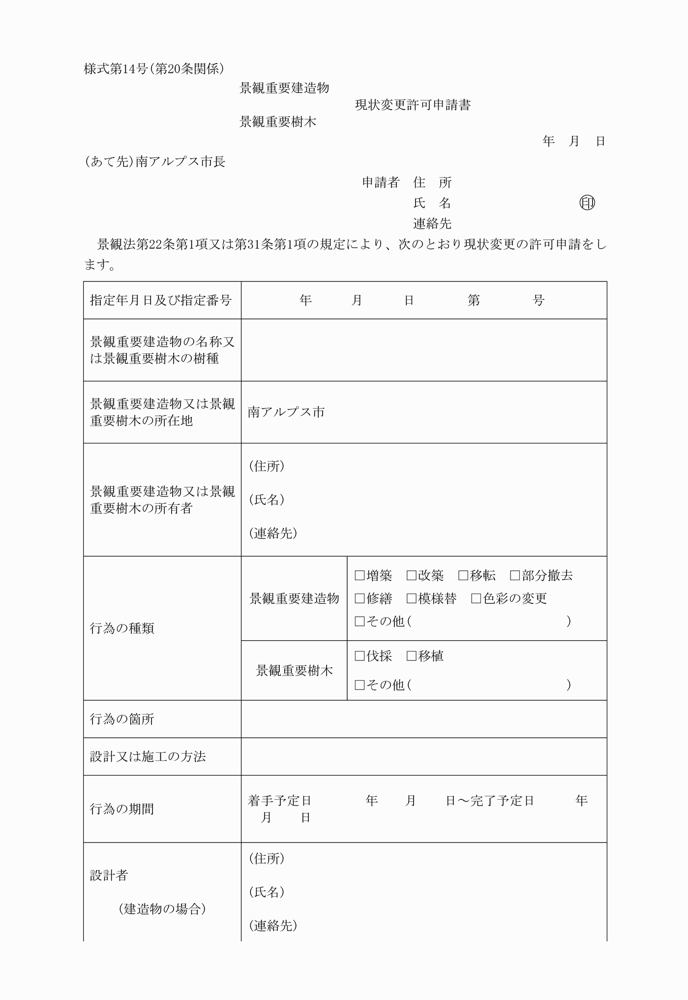 様式第14号(第20条関係)
景観重要建造物
現状変更許可申請書
景観重要樹木
年　月　日
(あて先)南アルプス市長
申請者　住　所
氏　名　㊞
連絡先
景観法第22条第1項又は第31条第1項の規定により、次のとおり現状変更の許可申請をし
ます。
指定年月日及び指定番号
年　月　日　第　号
景観重要建造物の名称又
は景観重要樹木の樹種
景観重要建造物又は景観
重要樹木の所在地
南アルプス市
景観重要建造物又は景観
重要樹木の所有者
(住所)
(氏名)
(連絡先)
行為の種類
景観重要建造物
□増築　□改築　□移転　□部分撤去
□修繕　□模様替　□色彩の変更
□その他(　)
景観重要樹木
□伐採　□移植
□その他(　)
行為の箇所
設計又は施工の方法
行為の期間
着手予定日　年　月　日～完了予定日　年
月　日
設計者
(建造物の場合)
(住所)
(氏名)
(連絡先)